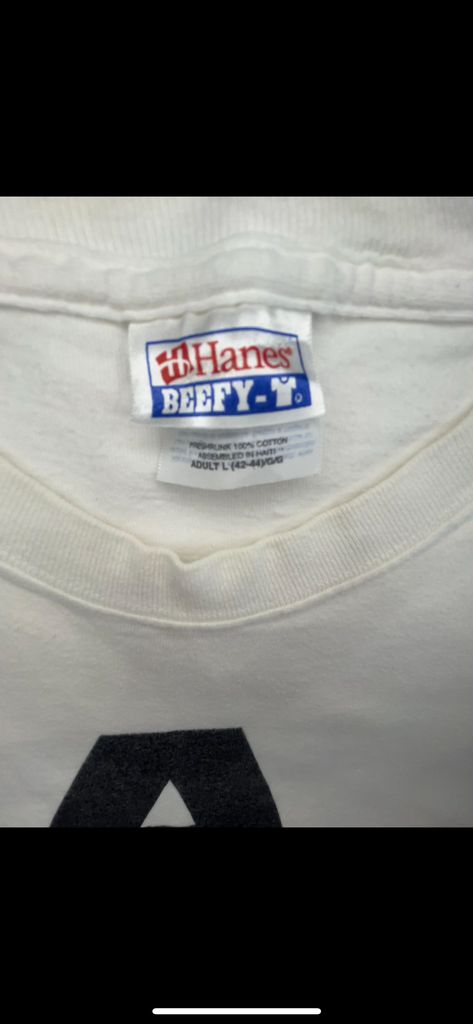 Hanes®
BEEFY-T®
PRESHRUNK 100% COTTON
ASSEMBLED IN HAITI
ADULT L (42-44)/G/G
A